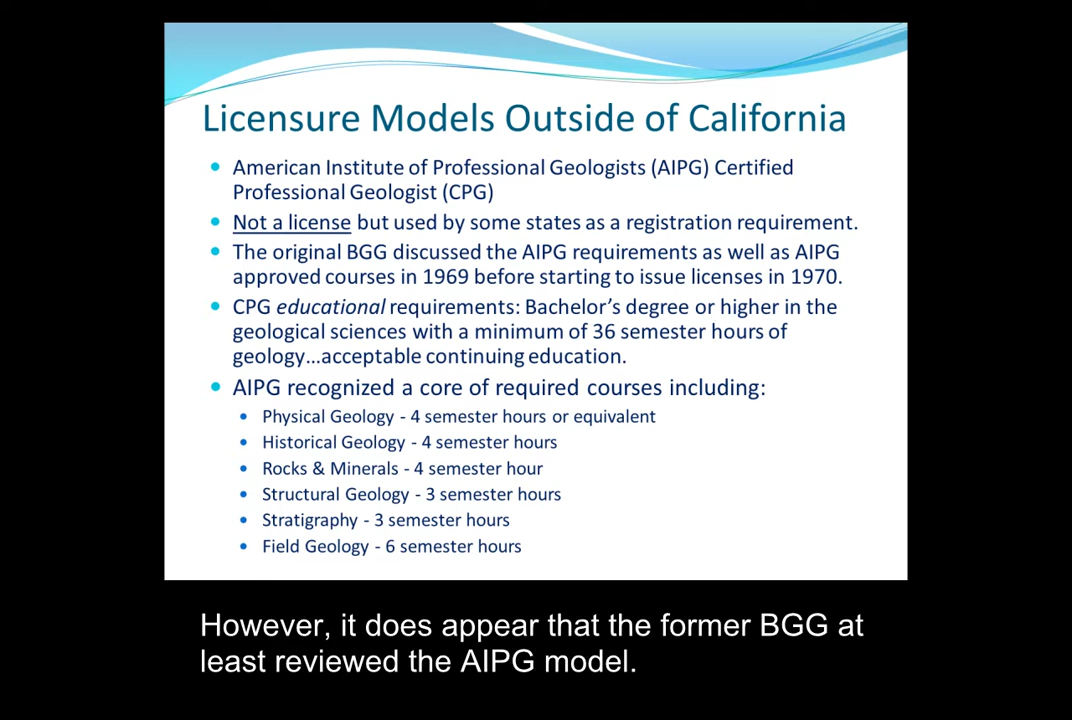 Licensure Models Outside of California
• American Institute of Professional Geologists (AIPG) Certified
Professional Geologist (CPG)
• Not a license but used by some states as a registration requirement.
• The original BGG discussed the AIPG requirements as well as AIPG
approved courses in 1969 before starting to issue licenses in 1970.
• CPG educational requirements: Bachelor's degree or higher in the
geological sciences with a minimum of 36 semester hours of
geology…acceptable continuing education.
• AIPG recognized a core of required courses including:
• Physical Geology - 4 semester hours or equivalent
• Historical Geology - 4 semester hours
• Rocks & Minerals - 4 semester hour
• Structural Geology - 3 semester hours
• Stratigraphy - 3 semester hours
• Field Geology - 6 semester hours
However, it does appear that the former BGG at
least reviewed the AIPG model.